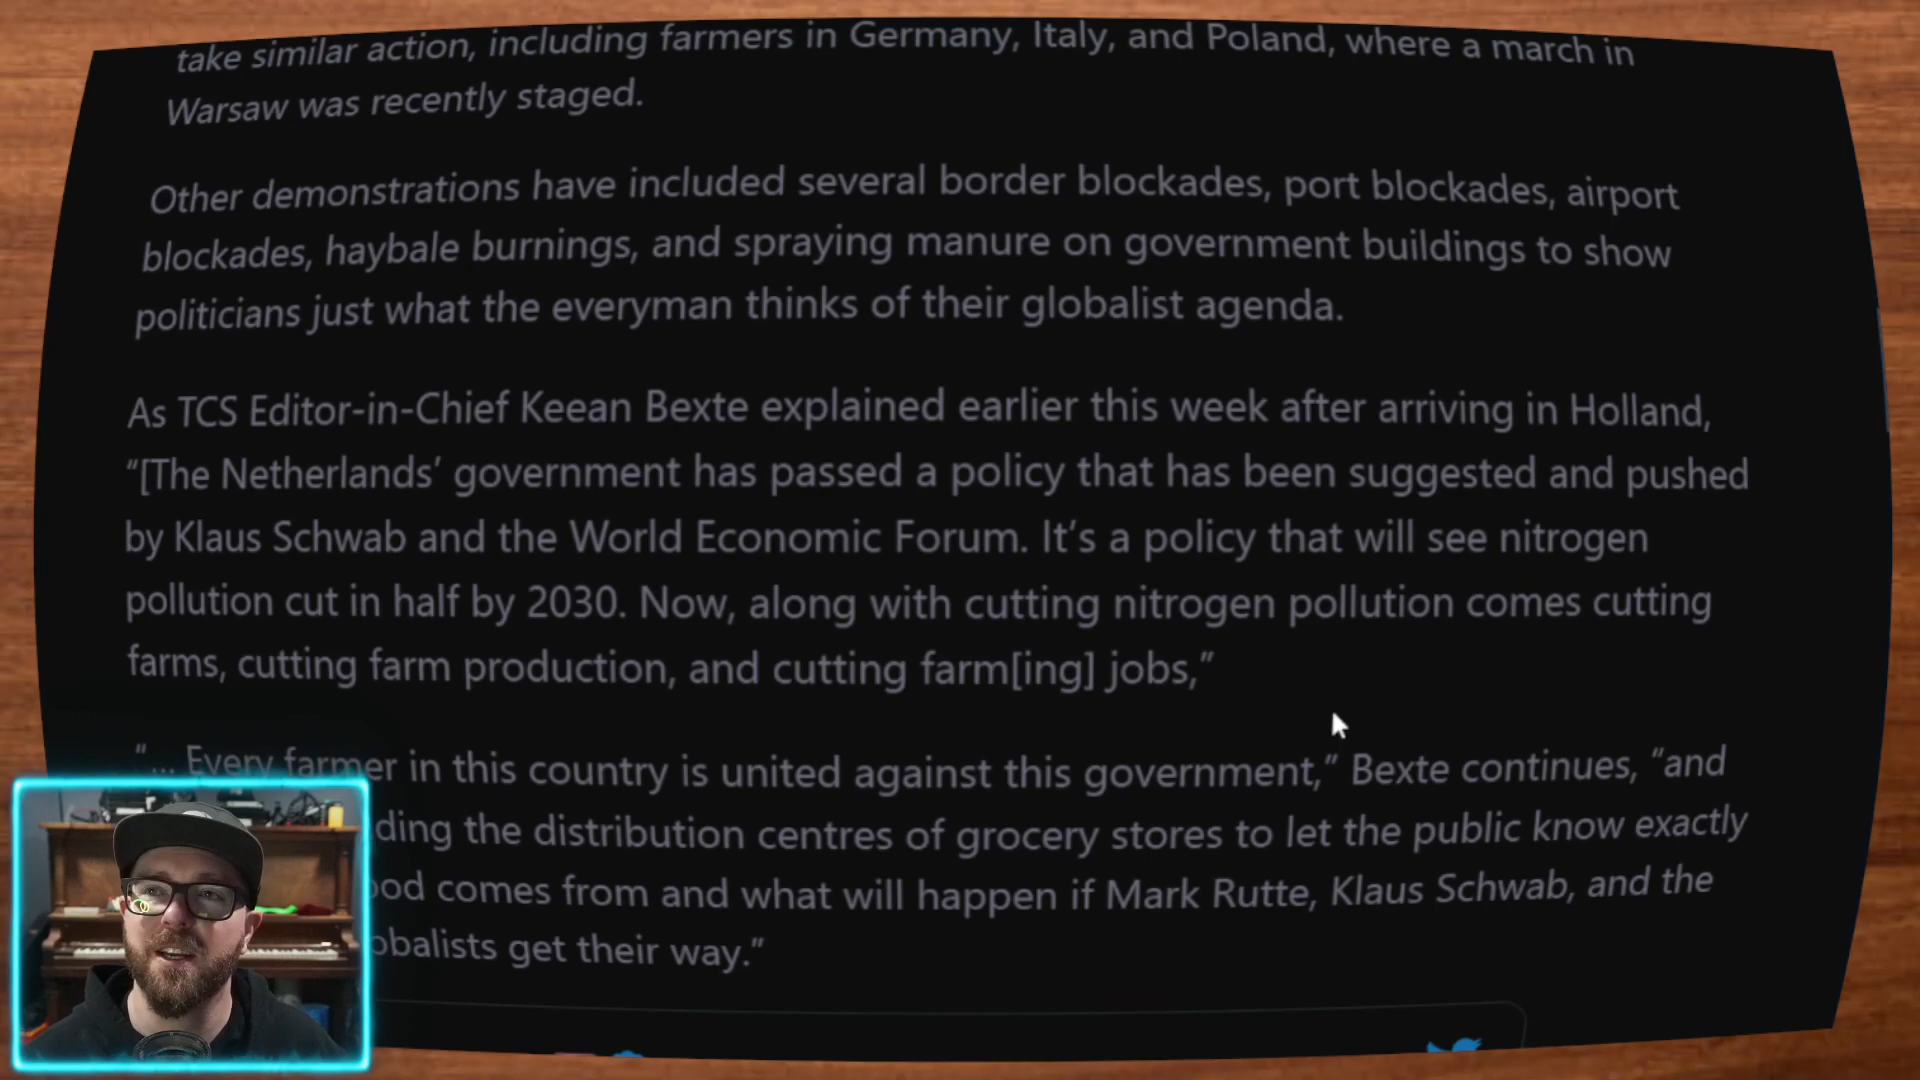 take similar action, including farmers in Germany, Italy, and Poland, where a march in
Warsaw was recently staged.
Other demonstrations have included several border blockades, port blockades, airport
blockades, haybale burnings, and spraying manure on government buildings to show
politicians just what the everyman thinks of their globalist agenda.
As TCS Editor-in-Chief Keean Bexte explained earlier this week after arriving in Holland,
“[The Netherlands’ government has passed a policy that has been suggested and pushed
by Klaus Schwab and the World Economic Forum. It’s a policy that will see nitrogen
pollution cut in half by 2030. Now, along with cutting nitrogen pollution comes cutting
farms, cutting farm production, and cutting farm[ing] jobs,”
“... Every farmer in this country is united against this government,” Bexte continues, “and
the distribution centres of grocery stores to let the public know exactly
comes from and what will happen if Mark Rutte, Klaus Schwab, and the
get their way.”